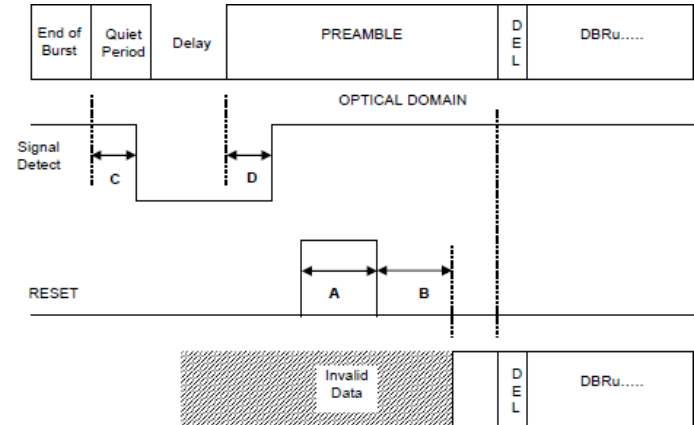 End of
Burst
Quiet
Period
Delay
PREAMBLE
D
E
L
DBRu.....
OPTICAL DOMAIN
Signal
Detect
C
D
RESET
A
B
Invalid
Data
D
E
L
DBRu.....